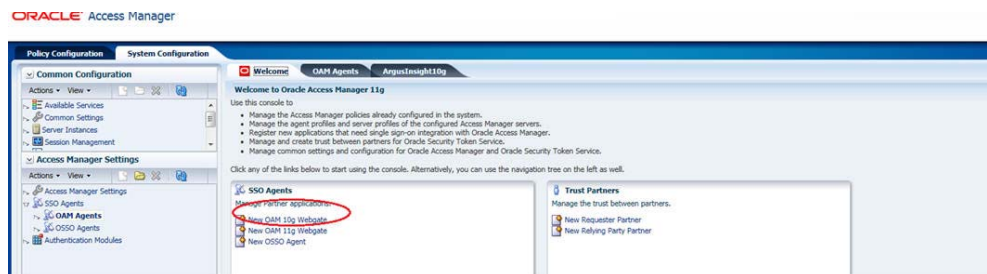 ORACLE Access Manager
Policy Configuration System Configuration
Common Configuration
Actions View
Available Services
Common Settings
Server Instances
Session Management
Access Manager Settings
Actions View
Access Manager Settings
SSO Agents
OAM Agents
OSSO Agents
Authentication Modules
Welcome OAM Agents ArgusInsight10g
Welcome to Oracle Access Manager 11g
Use this console to
Manage the Access Manager policies already configured in the system.
Manage the agent profiles and server profiles of the configured Access Manager servers.
Register new applications that need single sign-on integration with Oracle Access Manager.
Manage and create trust between partners for Oracle Security Token Service.
Manage common settings and configuration for Oracle Access Manager and Oracle Security Token Service.
Click any of the links below to start using the console. Alternatively, you can use the navigation tree on the left as well.
SSO Agents
Manage Partner applications.
New OAM 10g Webgate
New OAM 11g Webgate
New OSSO Agent
Trust Partners
Manage the trust between partners.
New Requester Partner
New Relying Party Partner